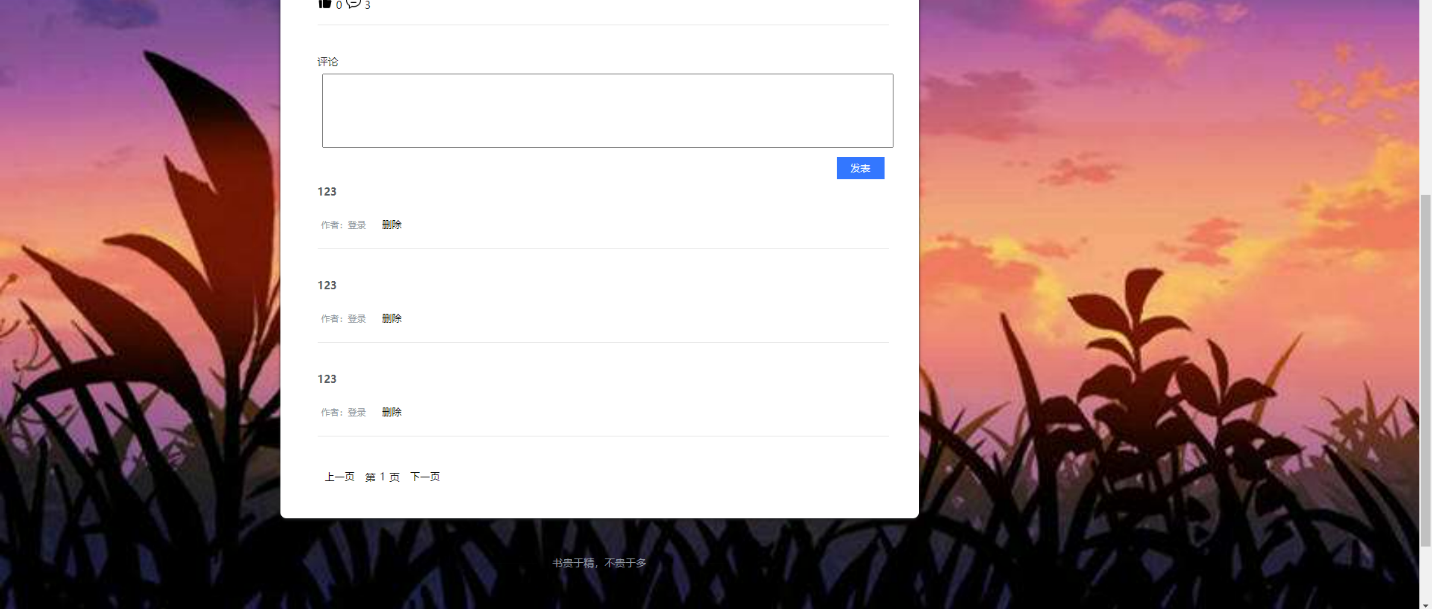 0 3
评论
发表
123
作者：登录 删除
123
作者：登录 删除
123
作者：登录 删除
上一页 第 1 页 下一页
书贵于精，不贵于多